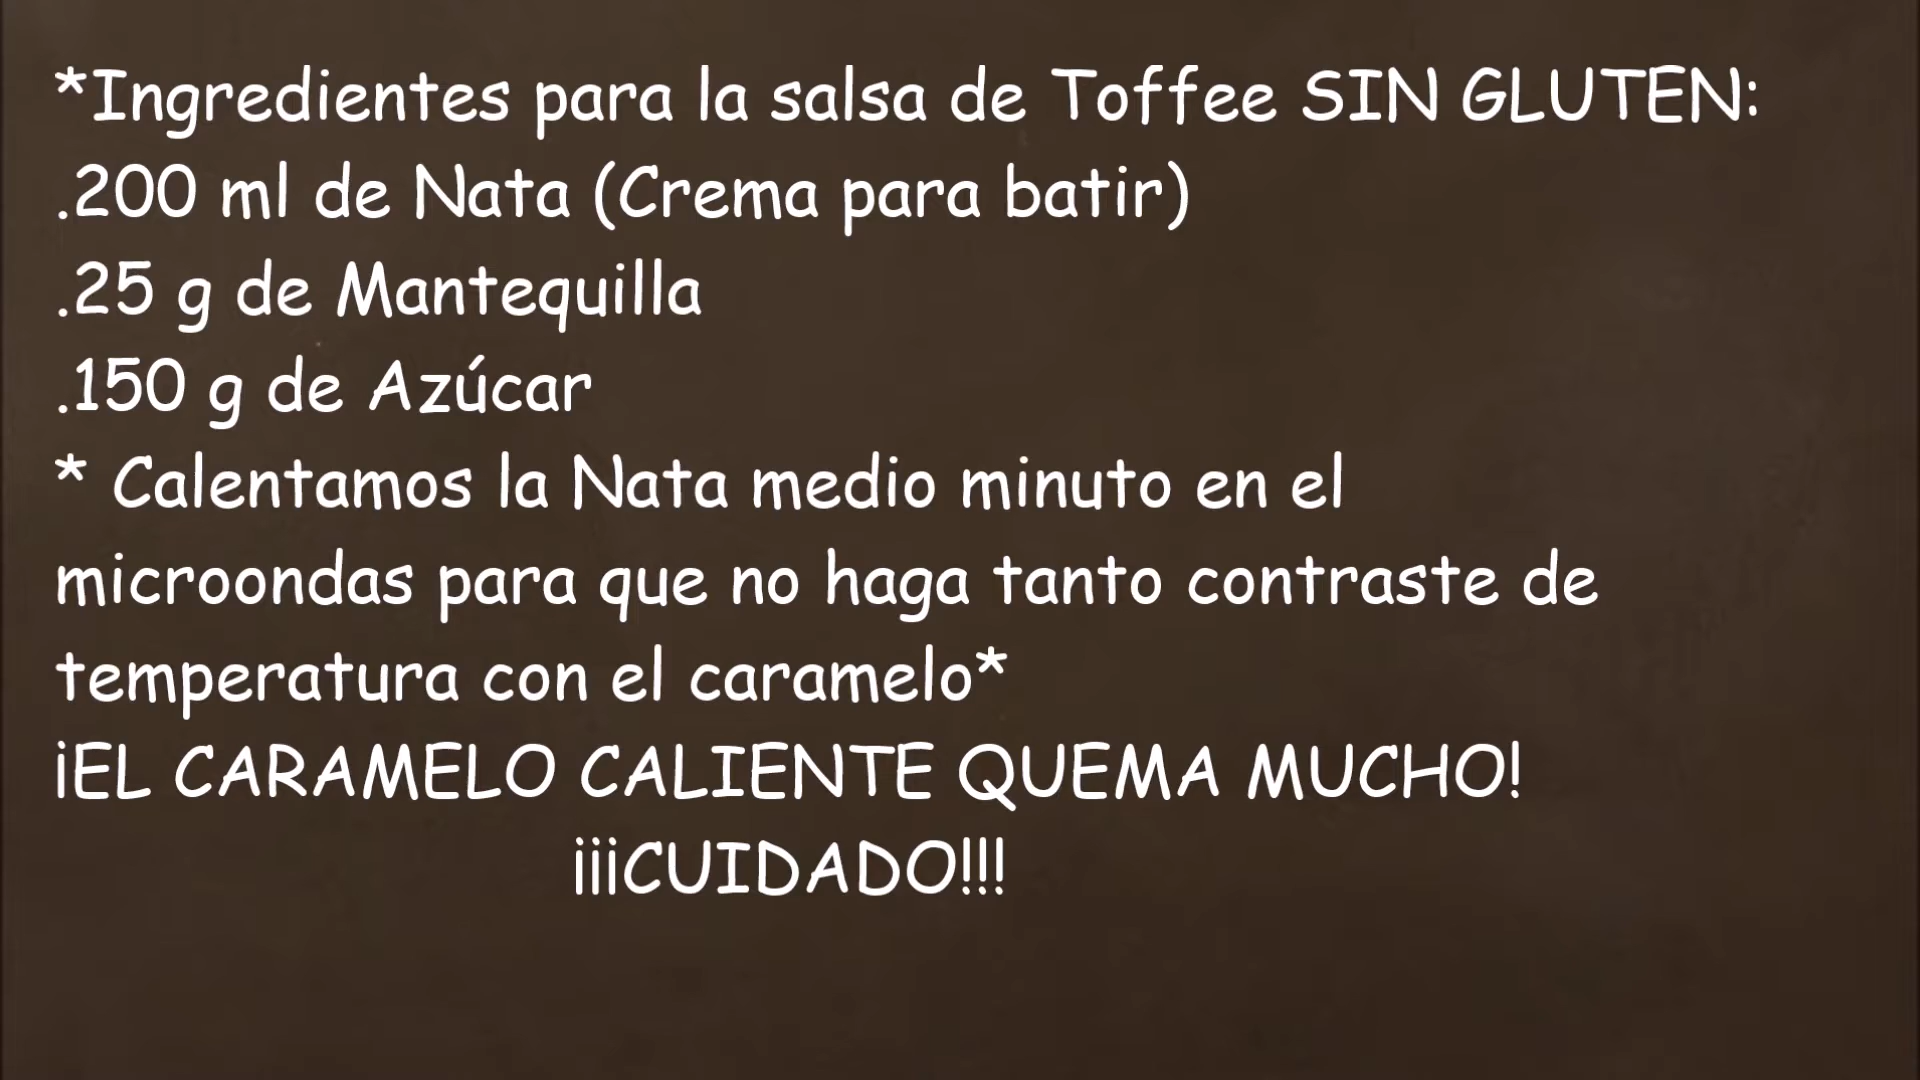 *Ingredientes para la salsa de Toffee SIN GLUTEN:
.200 ml de Nata (Crema para batir)
.25 g de Mantequilla
.150 g de Azúcar
* Calentamos la Nata medio minuto en el
microondas para que no haga tanto contraste de
temperatura con el caramelo*
¡EL CARAMELO CALIENTE QUEMA MUCHO!
¡¡¡CUIDADO!!!